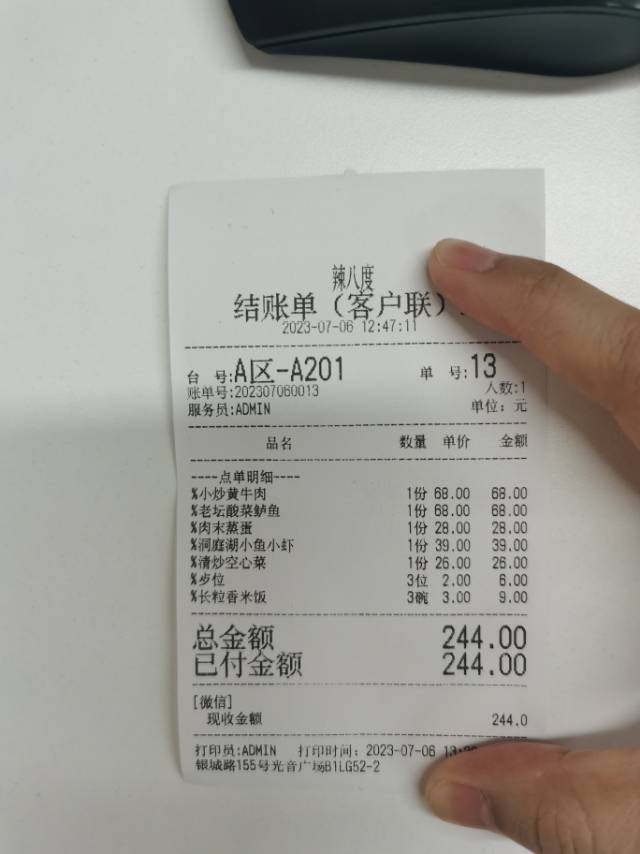 辣八度
结账单（客户联）
2023-07-06 12:47:11
台 号:A区-A201 单 号:13
账单号:202307060013 人数:1
服务员:ADMIN 单位: 元
品名 数量 单价 金额
----点单明细----
%小炒黄牛肉 1份 68.00 68.00
%老坛酸菜鲈鱼 1份 68.00 68.00
%肉末蒸蛋 1份 28.00 28.00
%洞庭湖小鱼小虾 1份 39.00 39.00
%清炒空心菜 1份 26.00 26.00
%歺位 3位 2.00 6.00
%长粒香米饭 3碗 3.00 9.00
总金额 244.00
已付金额 244.00
[微信]
现收金额 244.0
打印员:ADMIN 打印时间: 2023-07-06
银城路155号光音广场B1LG52-2